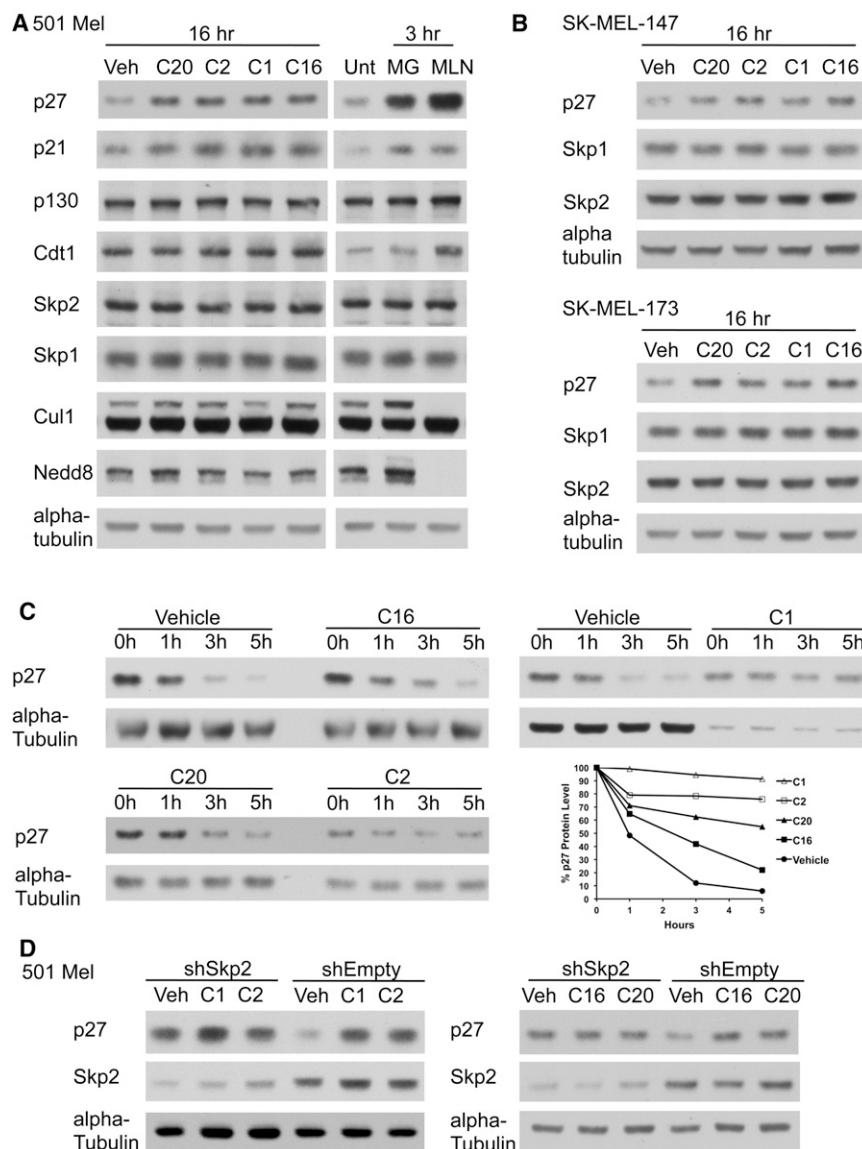 A 501 Mel
16 hr
3 hr
Veh C20 C2 C1 C16
Unt MG MLN
p27
p21
p130
Cdt1
Skp2
Skp1
Cul1
Nedd8
alpha-
tubulin
B SK-MEL-147
16 hr
Veh C20 C2 C1 C16
p27
Skp1
Skp2
alpha
tubulin
SK-MEL-173
16 hr
Veh C20 C2 C1 C16
p27
Skp1
Skp2
alpha-
tubulin
C
Vehicle C16
0h 1h 3h 5h 0h 1h 3h 5h
p27
alpha-
Tubulin
Vehicle C1
0h 1h 3h 5h 0h 1h 3h 5h
C20 C2
0h 1h 3h 5h 0h 1h 3h 5h
p27
alpha-
Tubulin
% p27 Protein Level
100
90
80
70
60
50
40
30
20
10
0
0 1 2 3 4 5
Hours
C1
C2
C20
C16
Vehicle
D
501 Mel
shSkp2 shEmpty
Veh C1 C2 Veh C1 C2
p27
Skp2
alpha-
Tubulin
shSkp2 shEmpty
Veh C16 C20 Veh C16 C20
p27
Skp2
alpha-
Tubulin